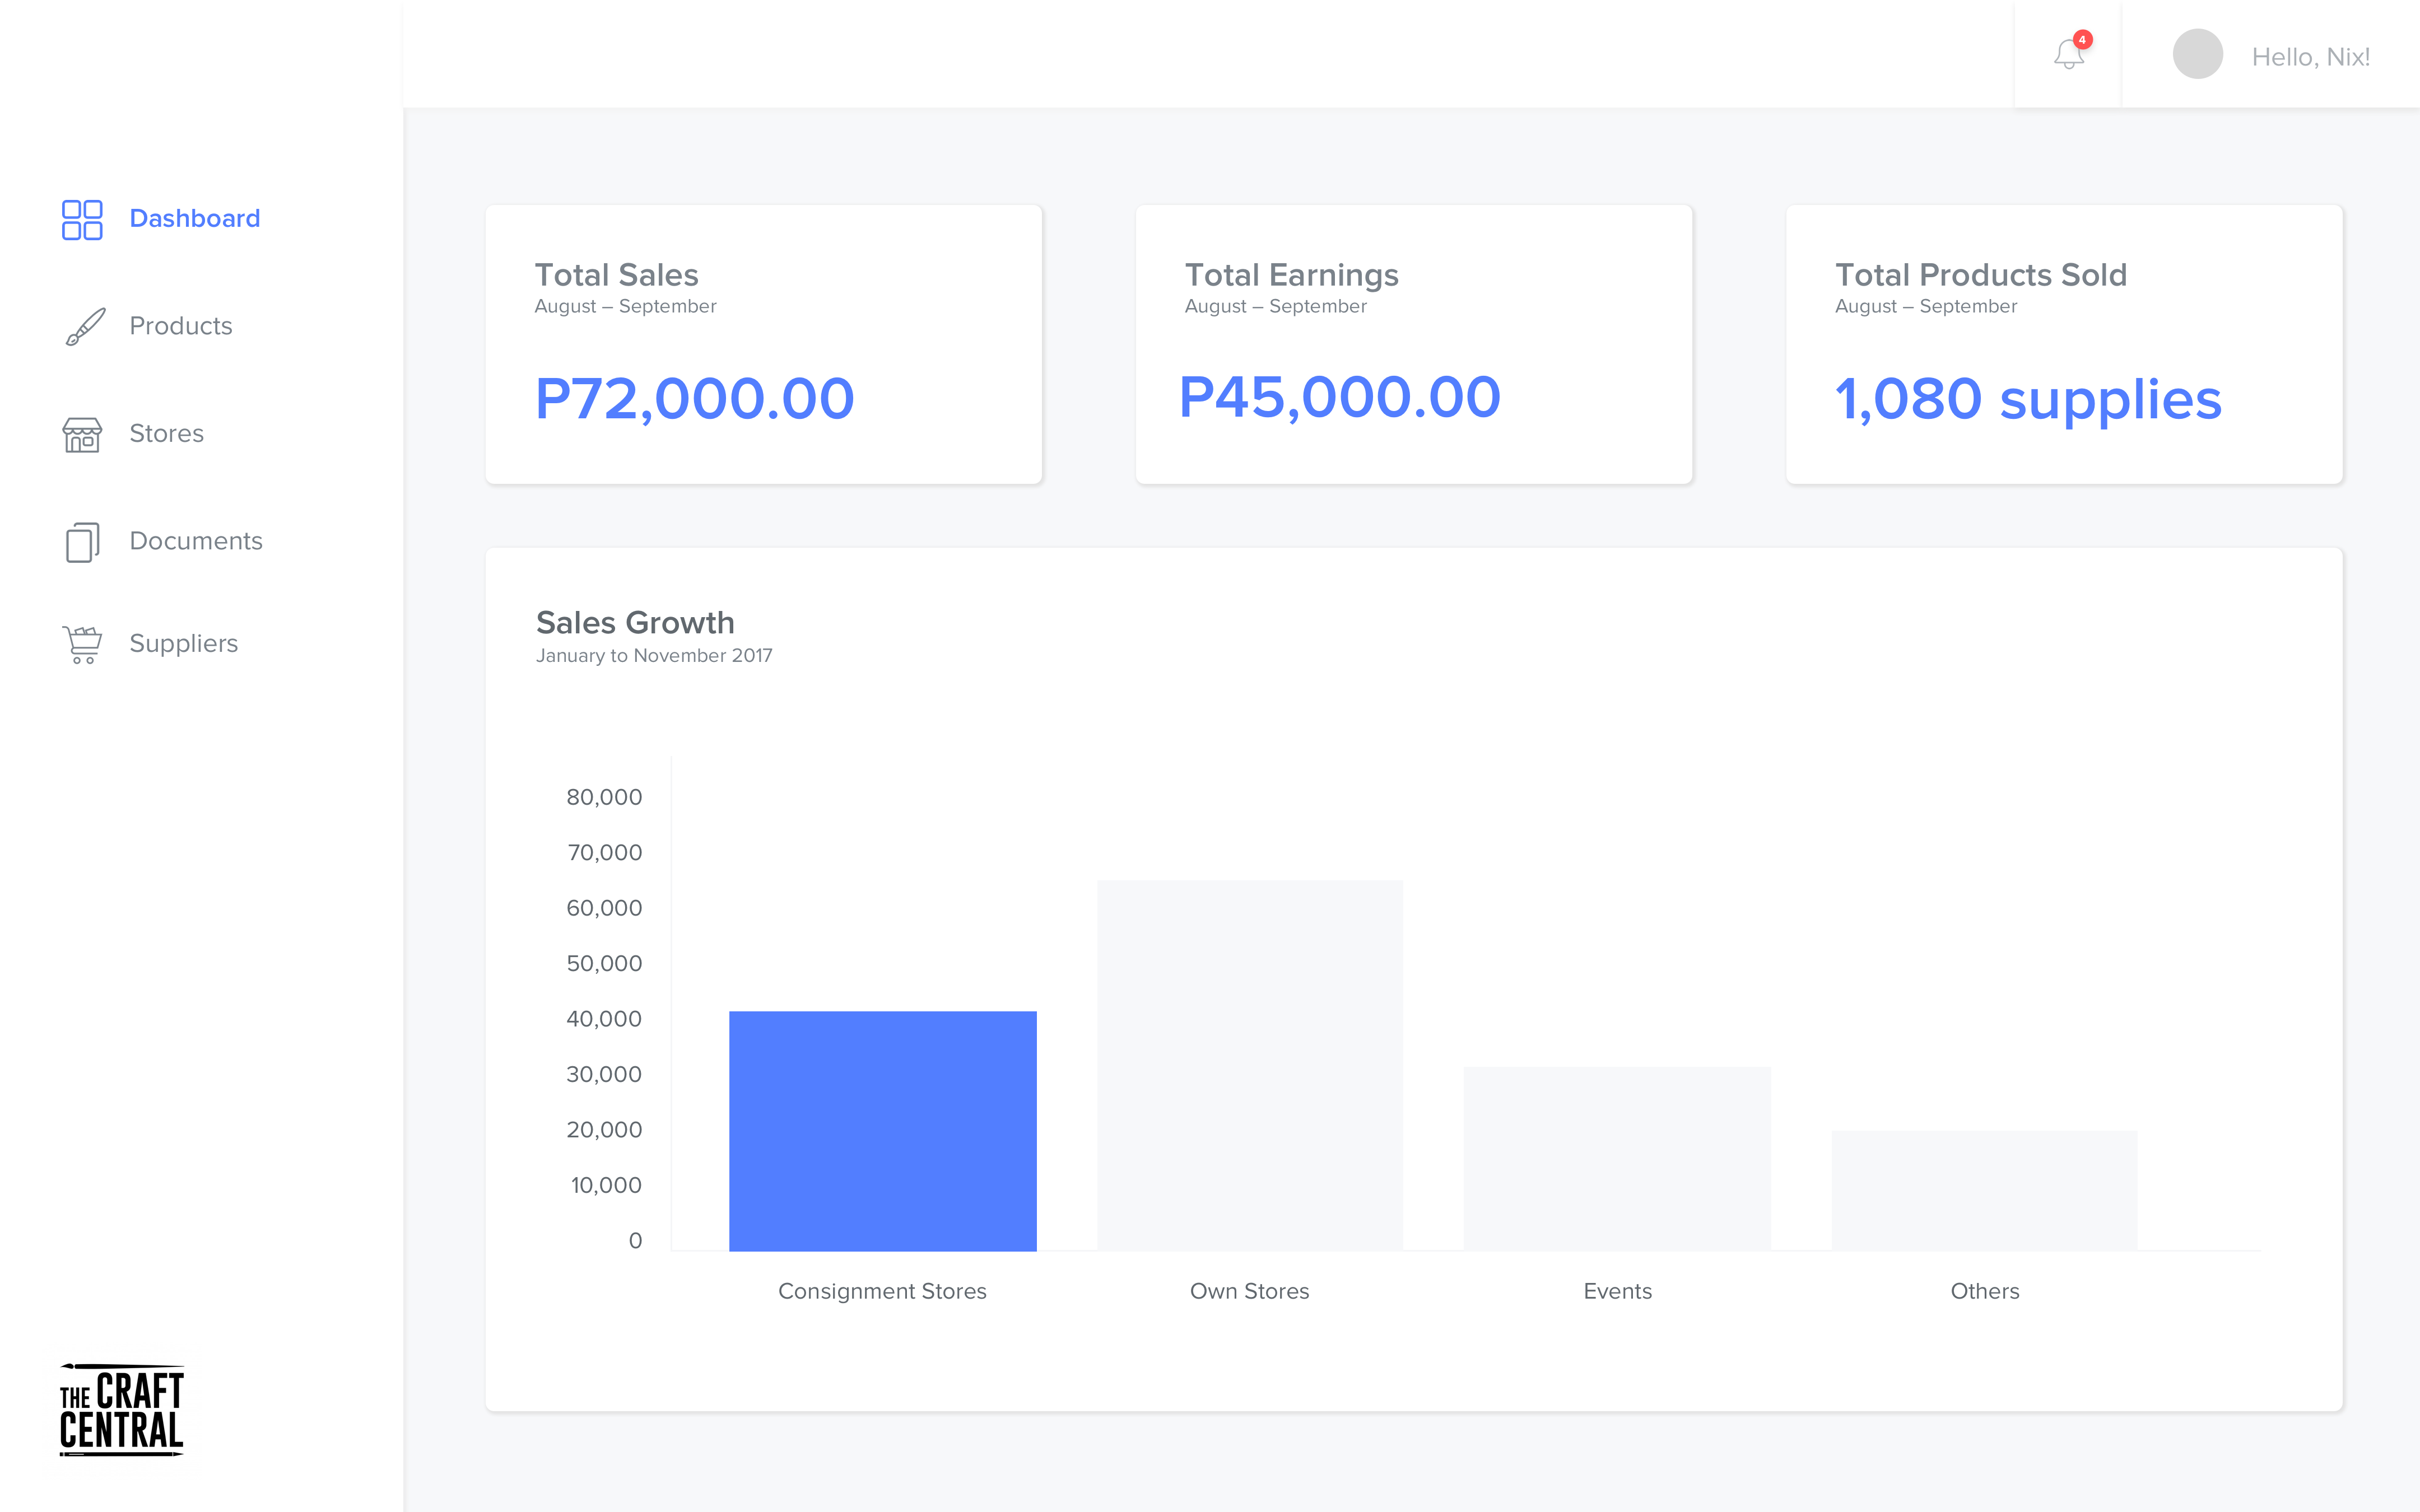 4
Hello, Nix!
Dashboard
Products
Stores
Documents
Suppliers
THE CRAFT
CENTRAL
Total Sales
August – September
P72,000.00
Total Earnings
August – September
P45,000.00
Total Products Sold
August – September
1,080 supplies
Sales Growth
January to November 2017
80,000
70,000
60,000
50,000
40,000
30,000
20,000
10,000
0
Consignment Stores
Own Stores
Events
Others